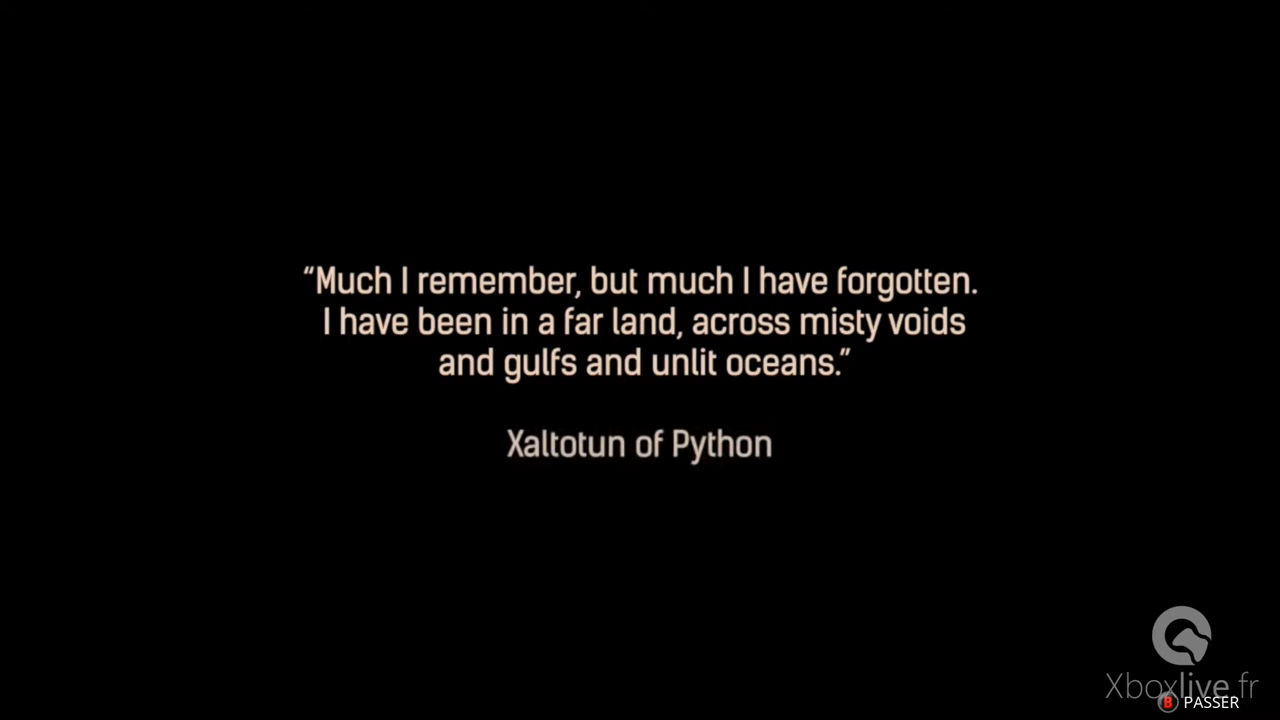 “Much I remember, but much I have forgotten.
I have been in a far land, across misty voids
and gulfs and unlit oceans.”
Xaltotun of Python
Xboxlive.fr
B PASSER